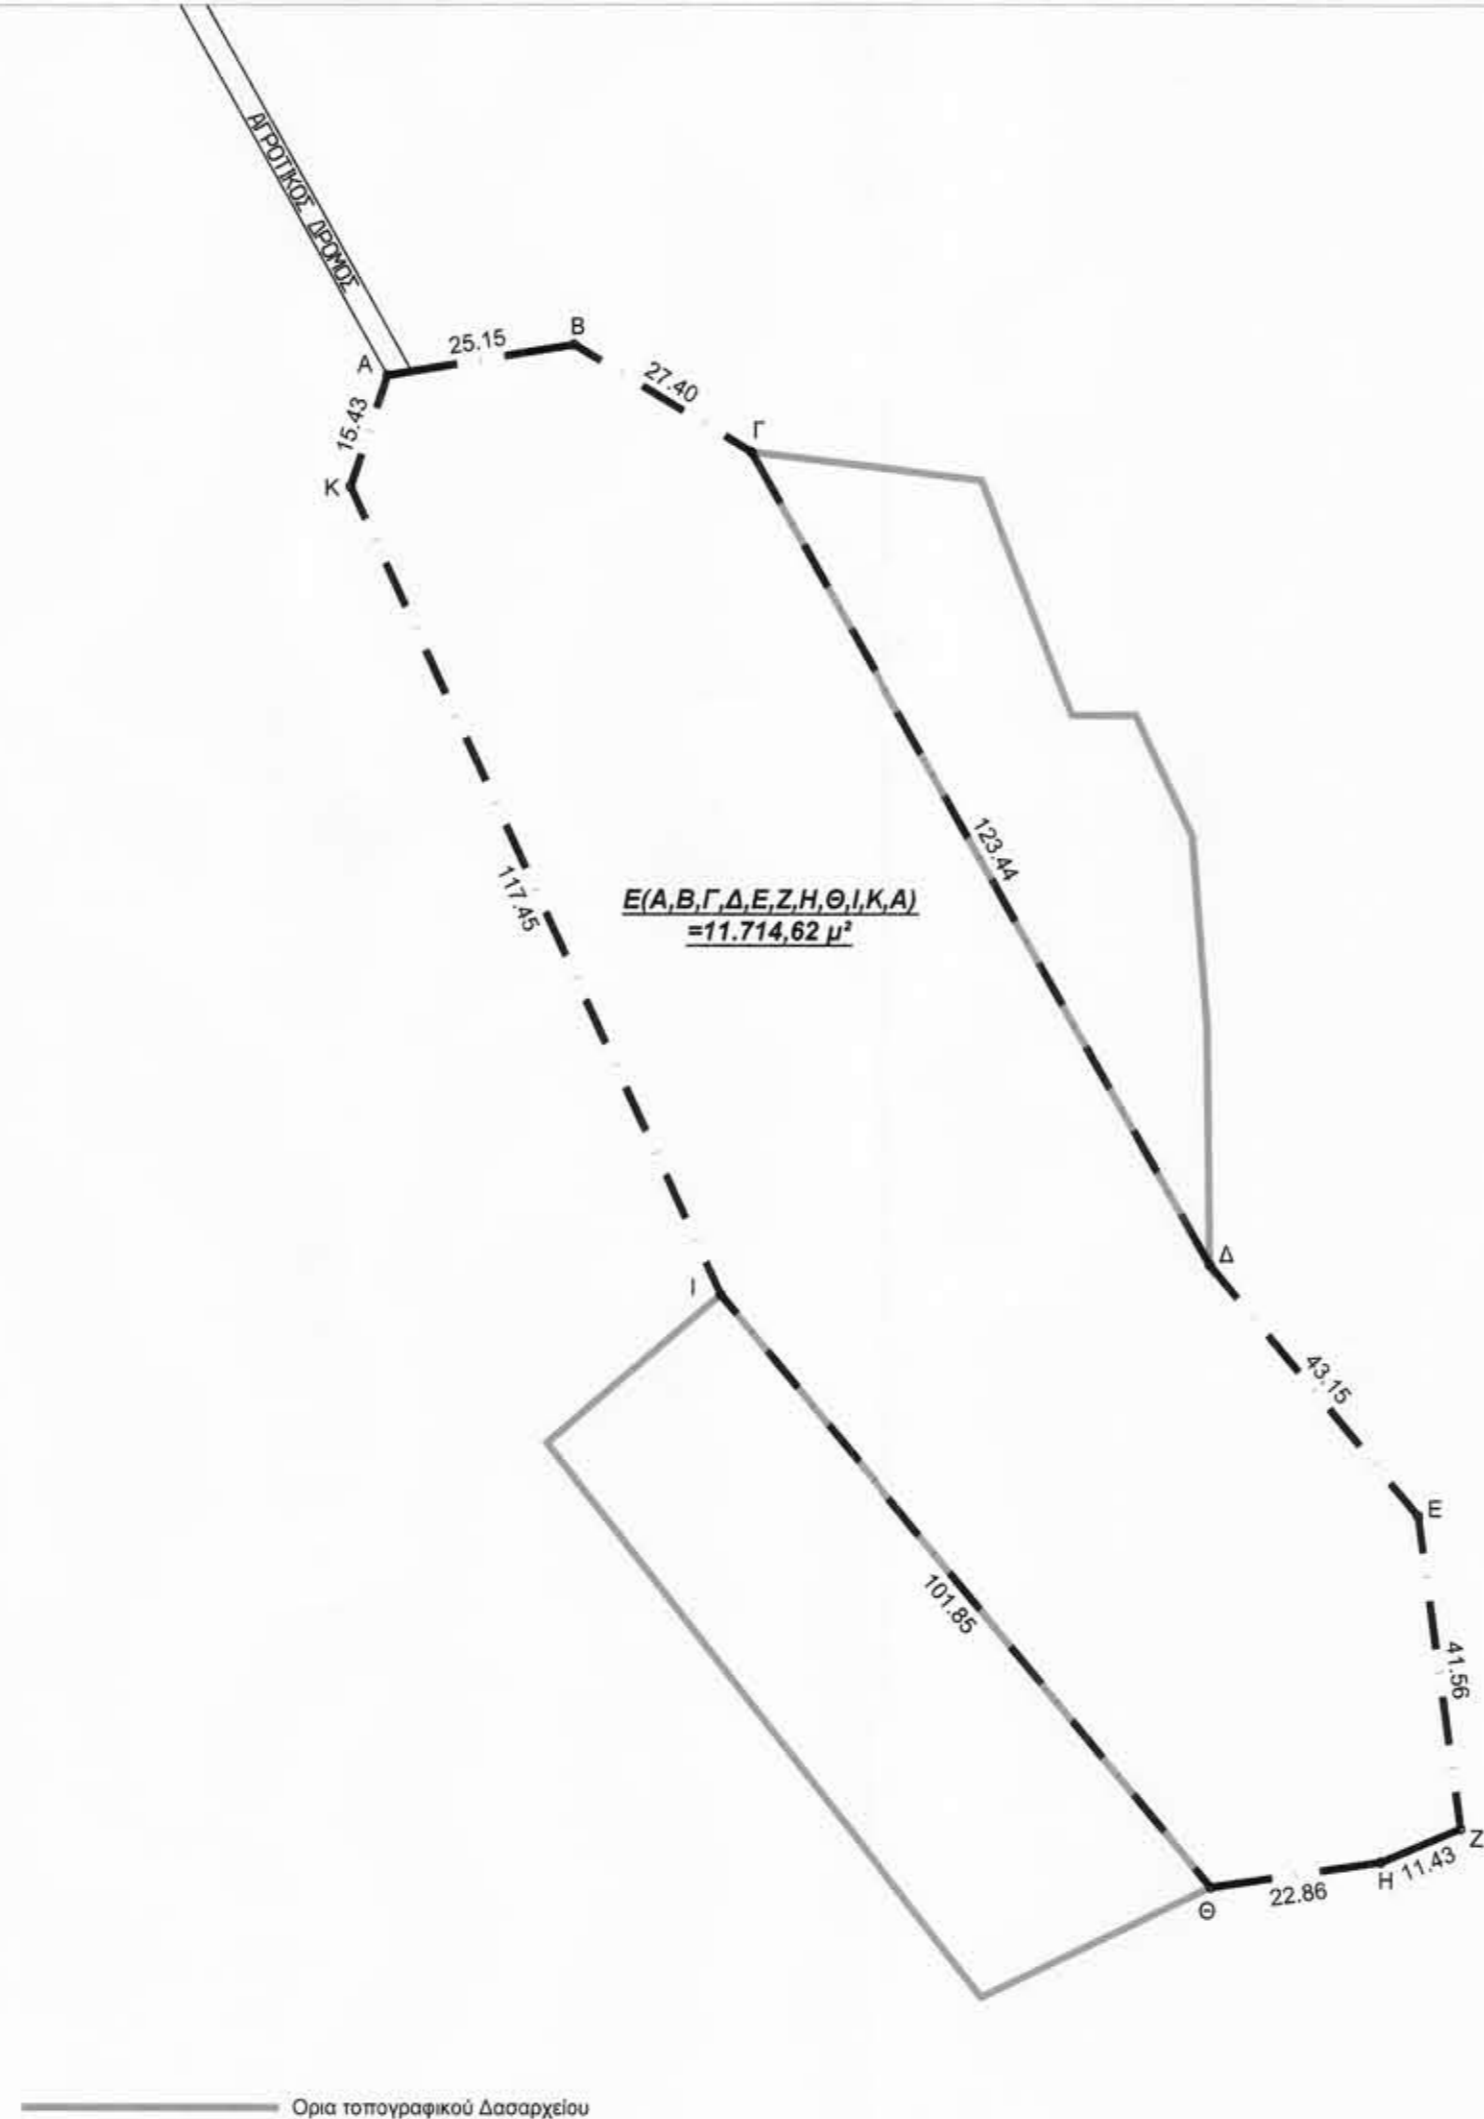 ΑΓΡΟΤΙΚΟΣ ΔΡΟΜΟΣ
Α
25.15
Β
27.40
Γ
15.43
Κ
123.44
117.45
Ε(Α,Β,Γ,Δ,Ε,Ζ,Η,Θ,Ι,Κ,Α)
=11.714,62 μ²
Δ
Ι
43.15
Ε
101.85
41.56
Ζ
Η
11.43
22.86
Θ
Ορια τοπογραφικού Δασαρχείου